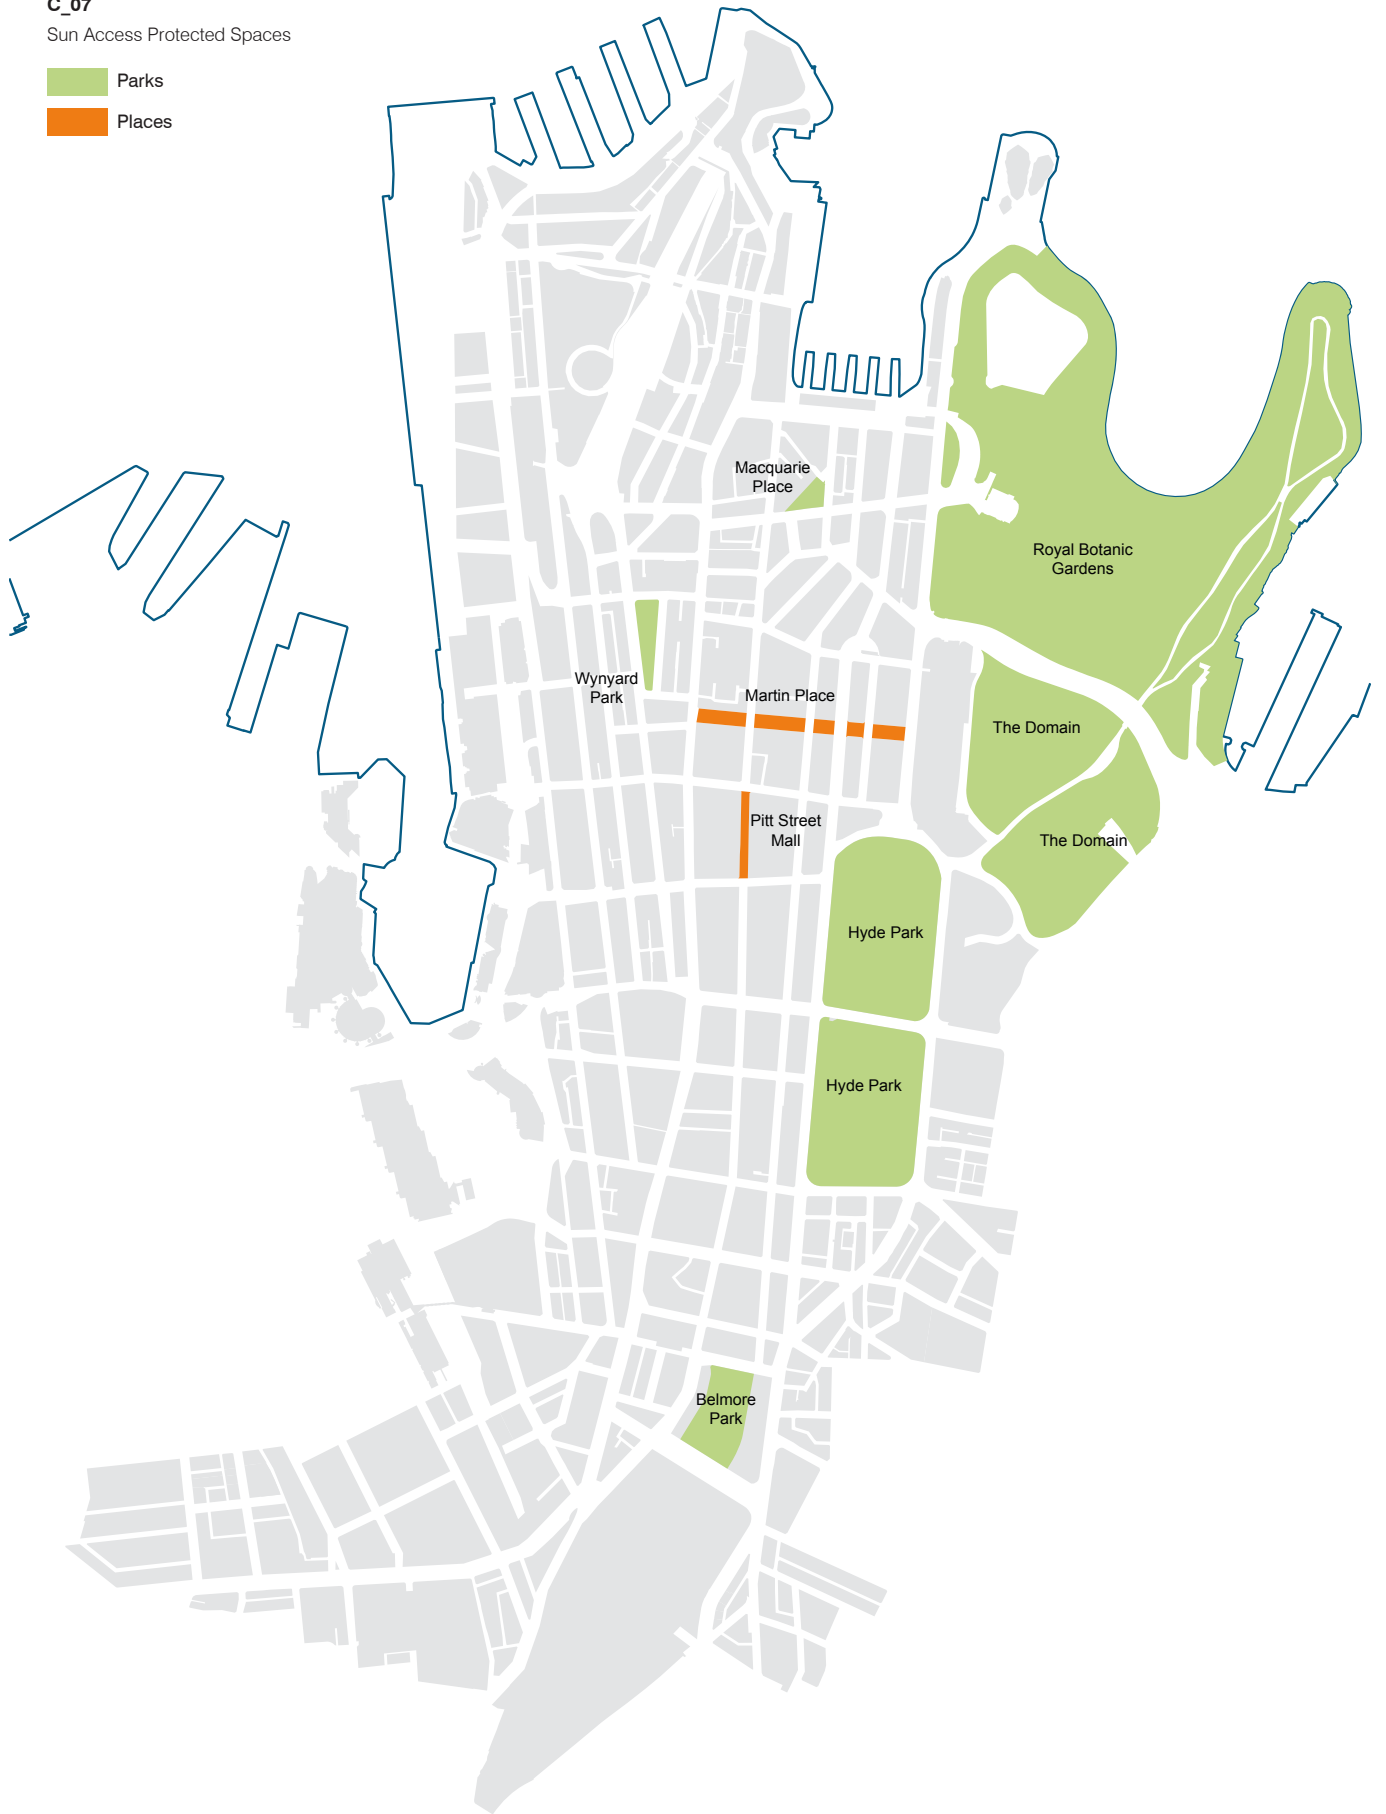 C_07
Sun Access Protected Spaces
Parks
Places
Macquarie
Place
Royal Botanic
Gardens
Wynyard
Park
Martin Place
The Domain
Pitt Street
Mall
The Domain
Hyde Park
Hyde Park
Belmore
Park